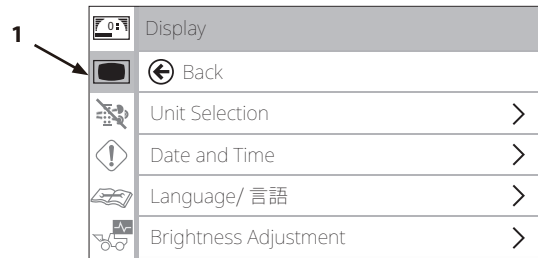 1
Display
Back
Unit Selection
Date and Time
Language/ 言語
Brightness Adjustment